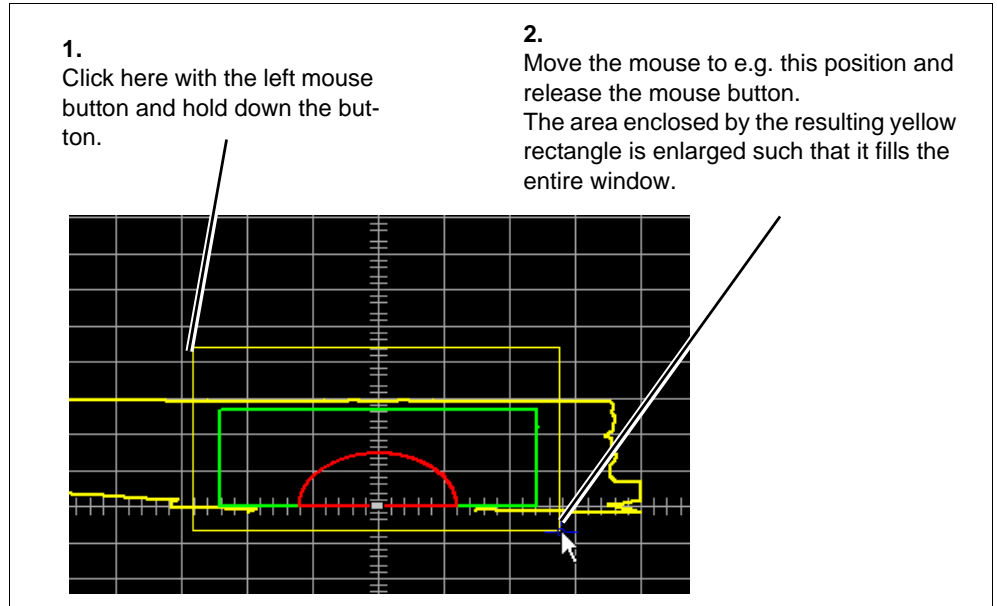 1.
Click here with the left mouse
button and hold down the but-
ton.
2.
Move the mouse to e.g. this position and
release the mouse button.
The area enclosed by the resulting yellow
rectangle is enlarged such that it fills the
entire window.